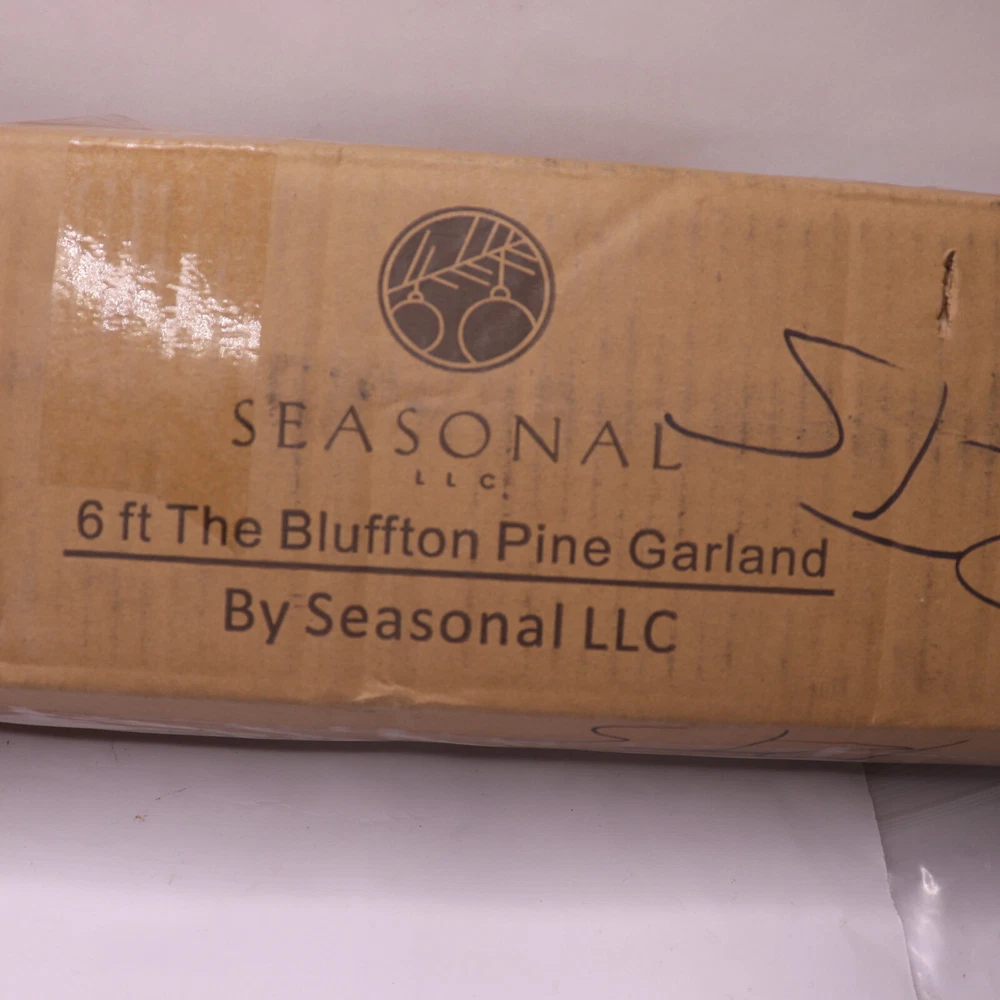 SEASONAL
LLC.
6 ft The Bluffton Pine Garland
By Seasonal LLC